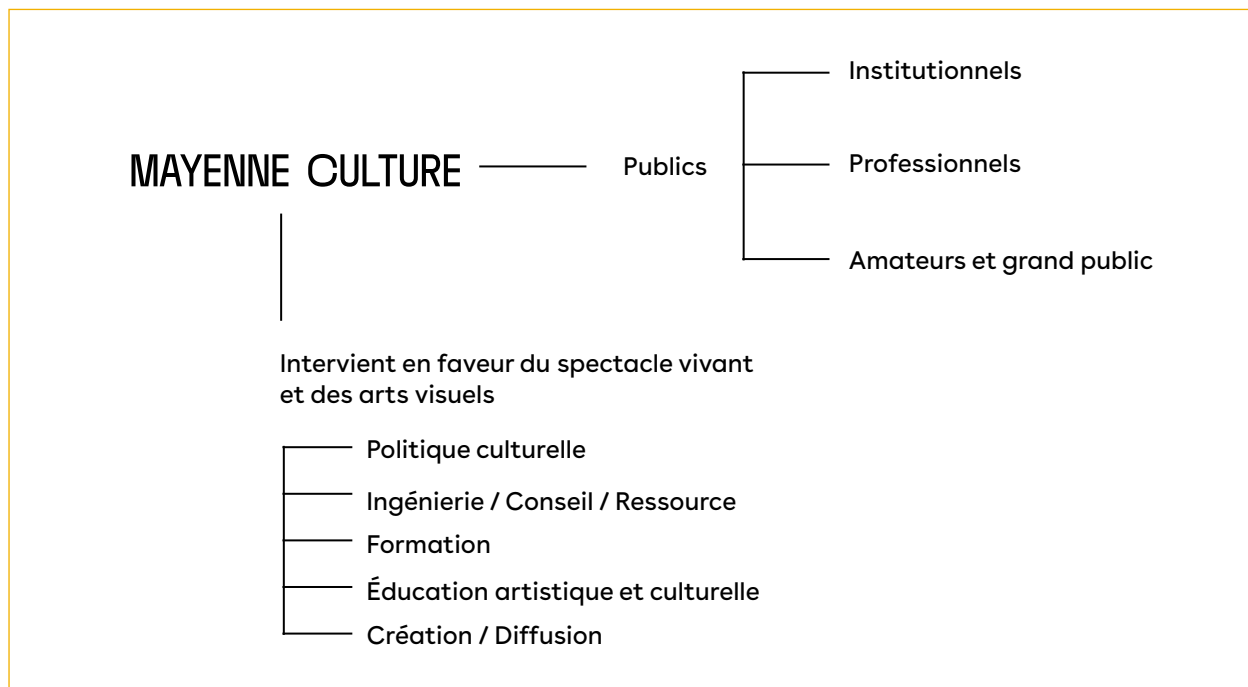 MAYENNE CULTURE
Publics
Institutionnels
Professionnels
Amateurs et grand public
Intervient en faveur du spectacle vivant
et des arts visuels
Politique culturelle
Ingénierie / Conseil / Ressource
Formation
Éducation artistique et culturelle
Création / Diffusion